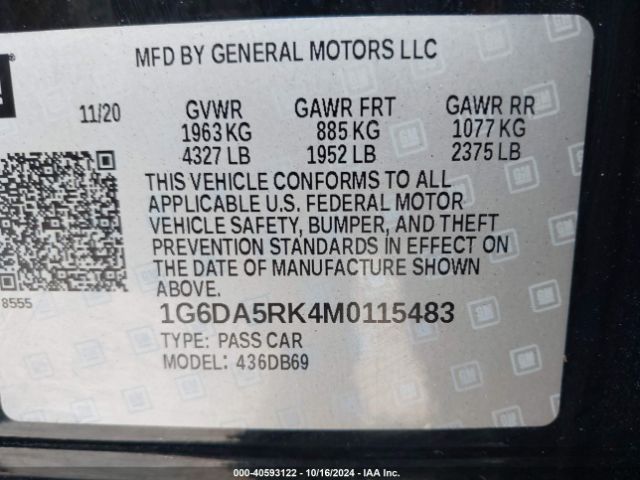 MFD BY GENERAL MOTORS LLC
11/20 GVWR GAWR FRT GAWR RR
1963 KG 885 KG 1077 KG
4327 LB 1952 LB 2375 LB
THIS VEHICLE CONFORMS TO ALL
APPLICABLE U.S. FEDERAL MOTOR
VEHICLE SAFETY, BUMPER, AND THEFT
PREVENTION STANDARDS IN EFFECT ON
THE DATE OF MANUFACTURE SHOWN
ABOVE.
8555
1G6DA5RK4M0115483
TYPE: PASS CAR
MODEL: 436DB69
000-40593122 - 10/16/2024 - IAA Inc.